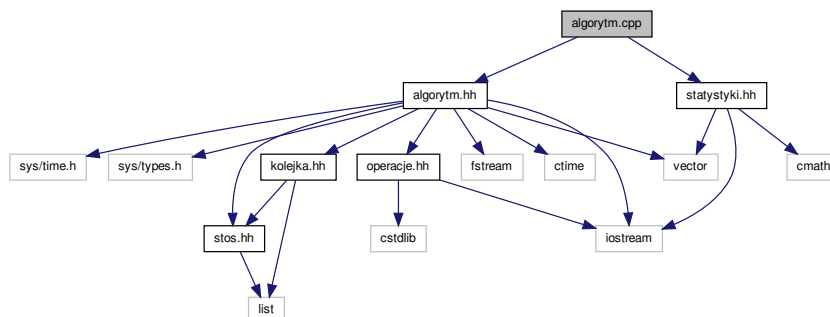 algorytm.cpp
algorytm.hh
statystyki.hh
sys/time.h
sys/types.h
kolejka.hh
operacje.hh
fstream
ctime
vector
cmath
stos.hh
cstdlib
iostream
list